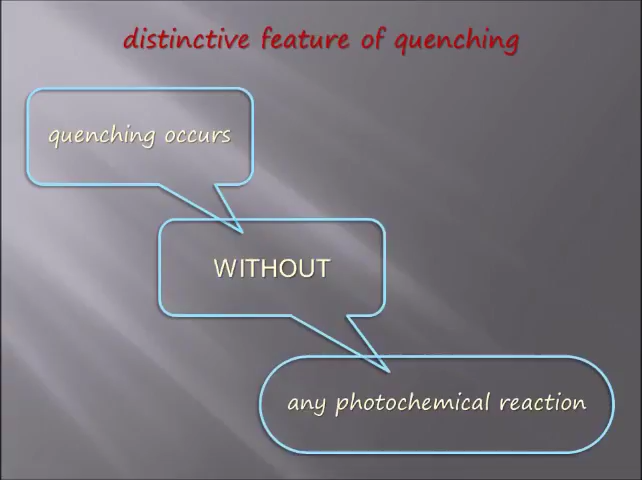 distinctive feature of quenching
quenching occurs
WITHOUT
any photochemical reaction